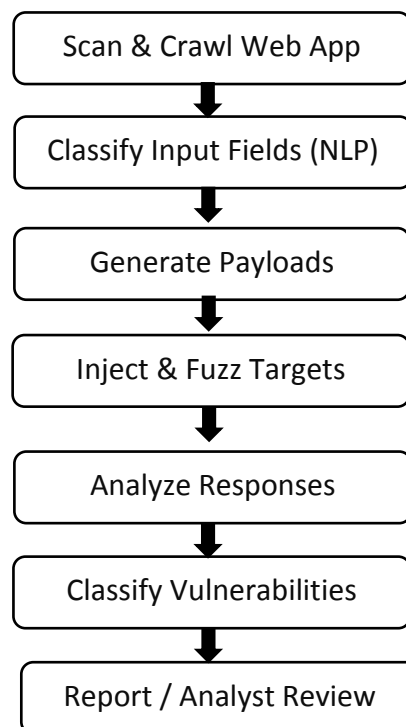 Scan & Crawl Web App
Classify Input Fields (NLP)
Generate Payloads
Inject & Fuzz Targets
Analyze Responses
Classify Vulnerabilities
Report / Analyst Review